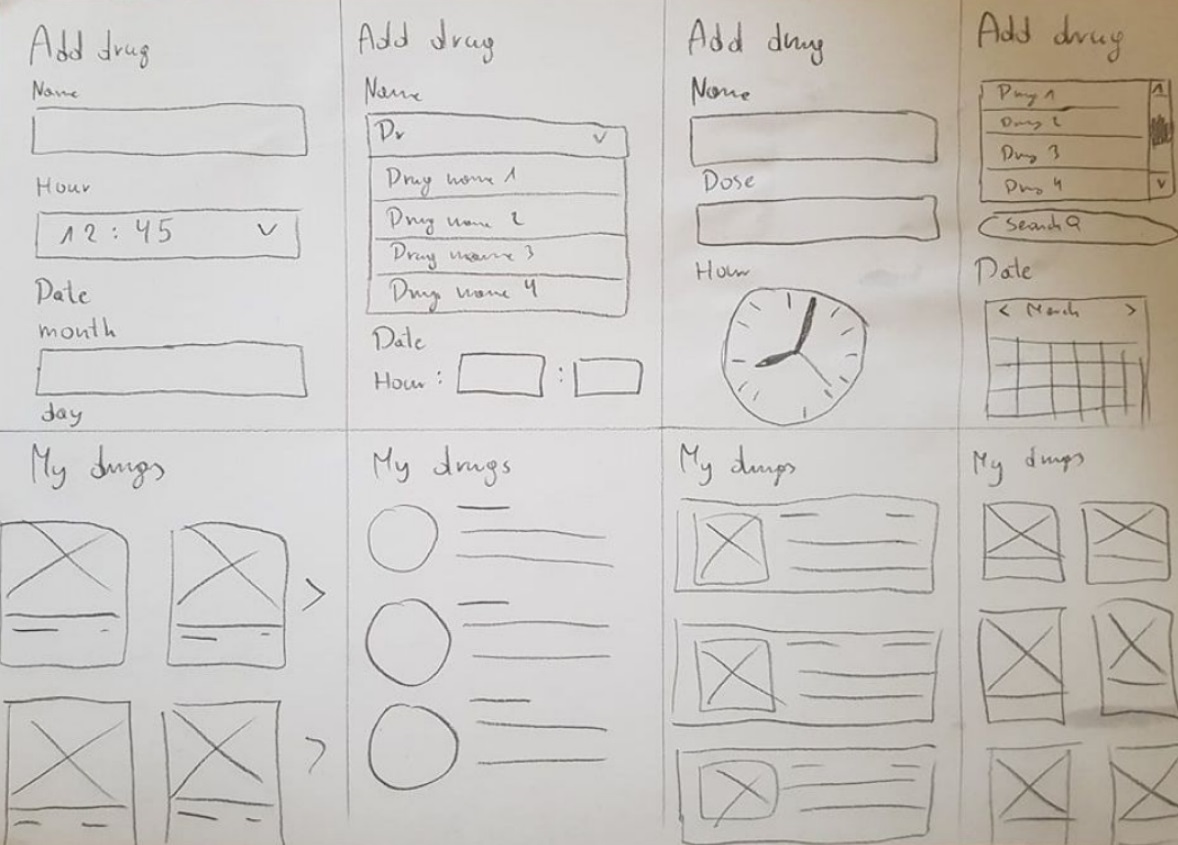 Add drug
Name
Hour
12 : 45
Date
month
day
Add drug
Name
Dr
Drug name 1
Drug name 2
Drug name 3
Drug name 4
Date
Hour : :
Add drug
Name
Dose
Hour
Add drug
Drug 1
Drug 2
Drug 3
Drug 4
Search
Date
< March >
My drugs
My drugs
My drugs
My drugs